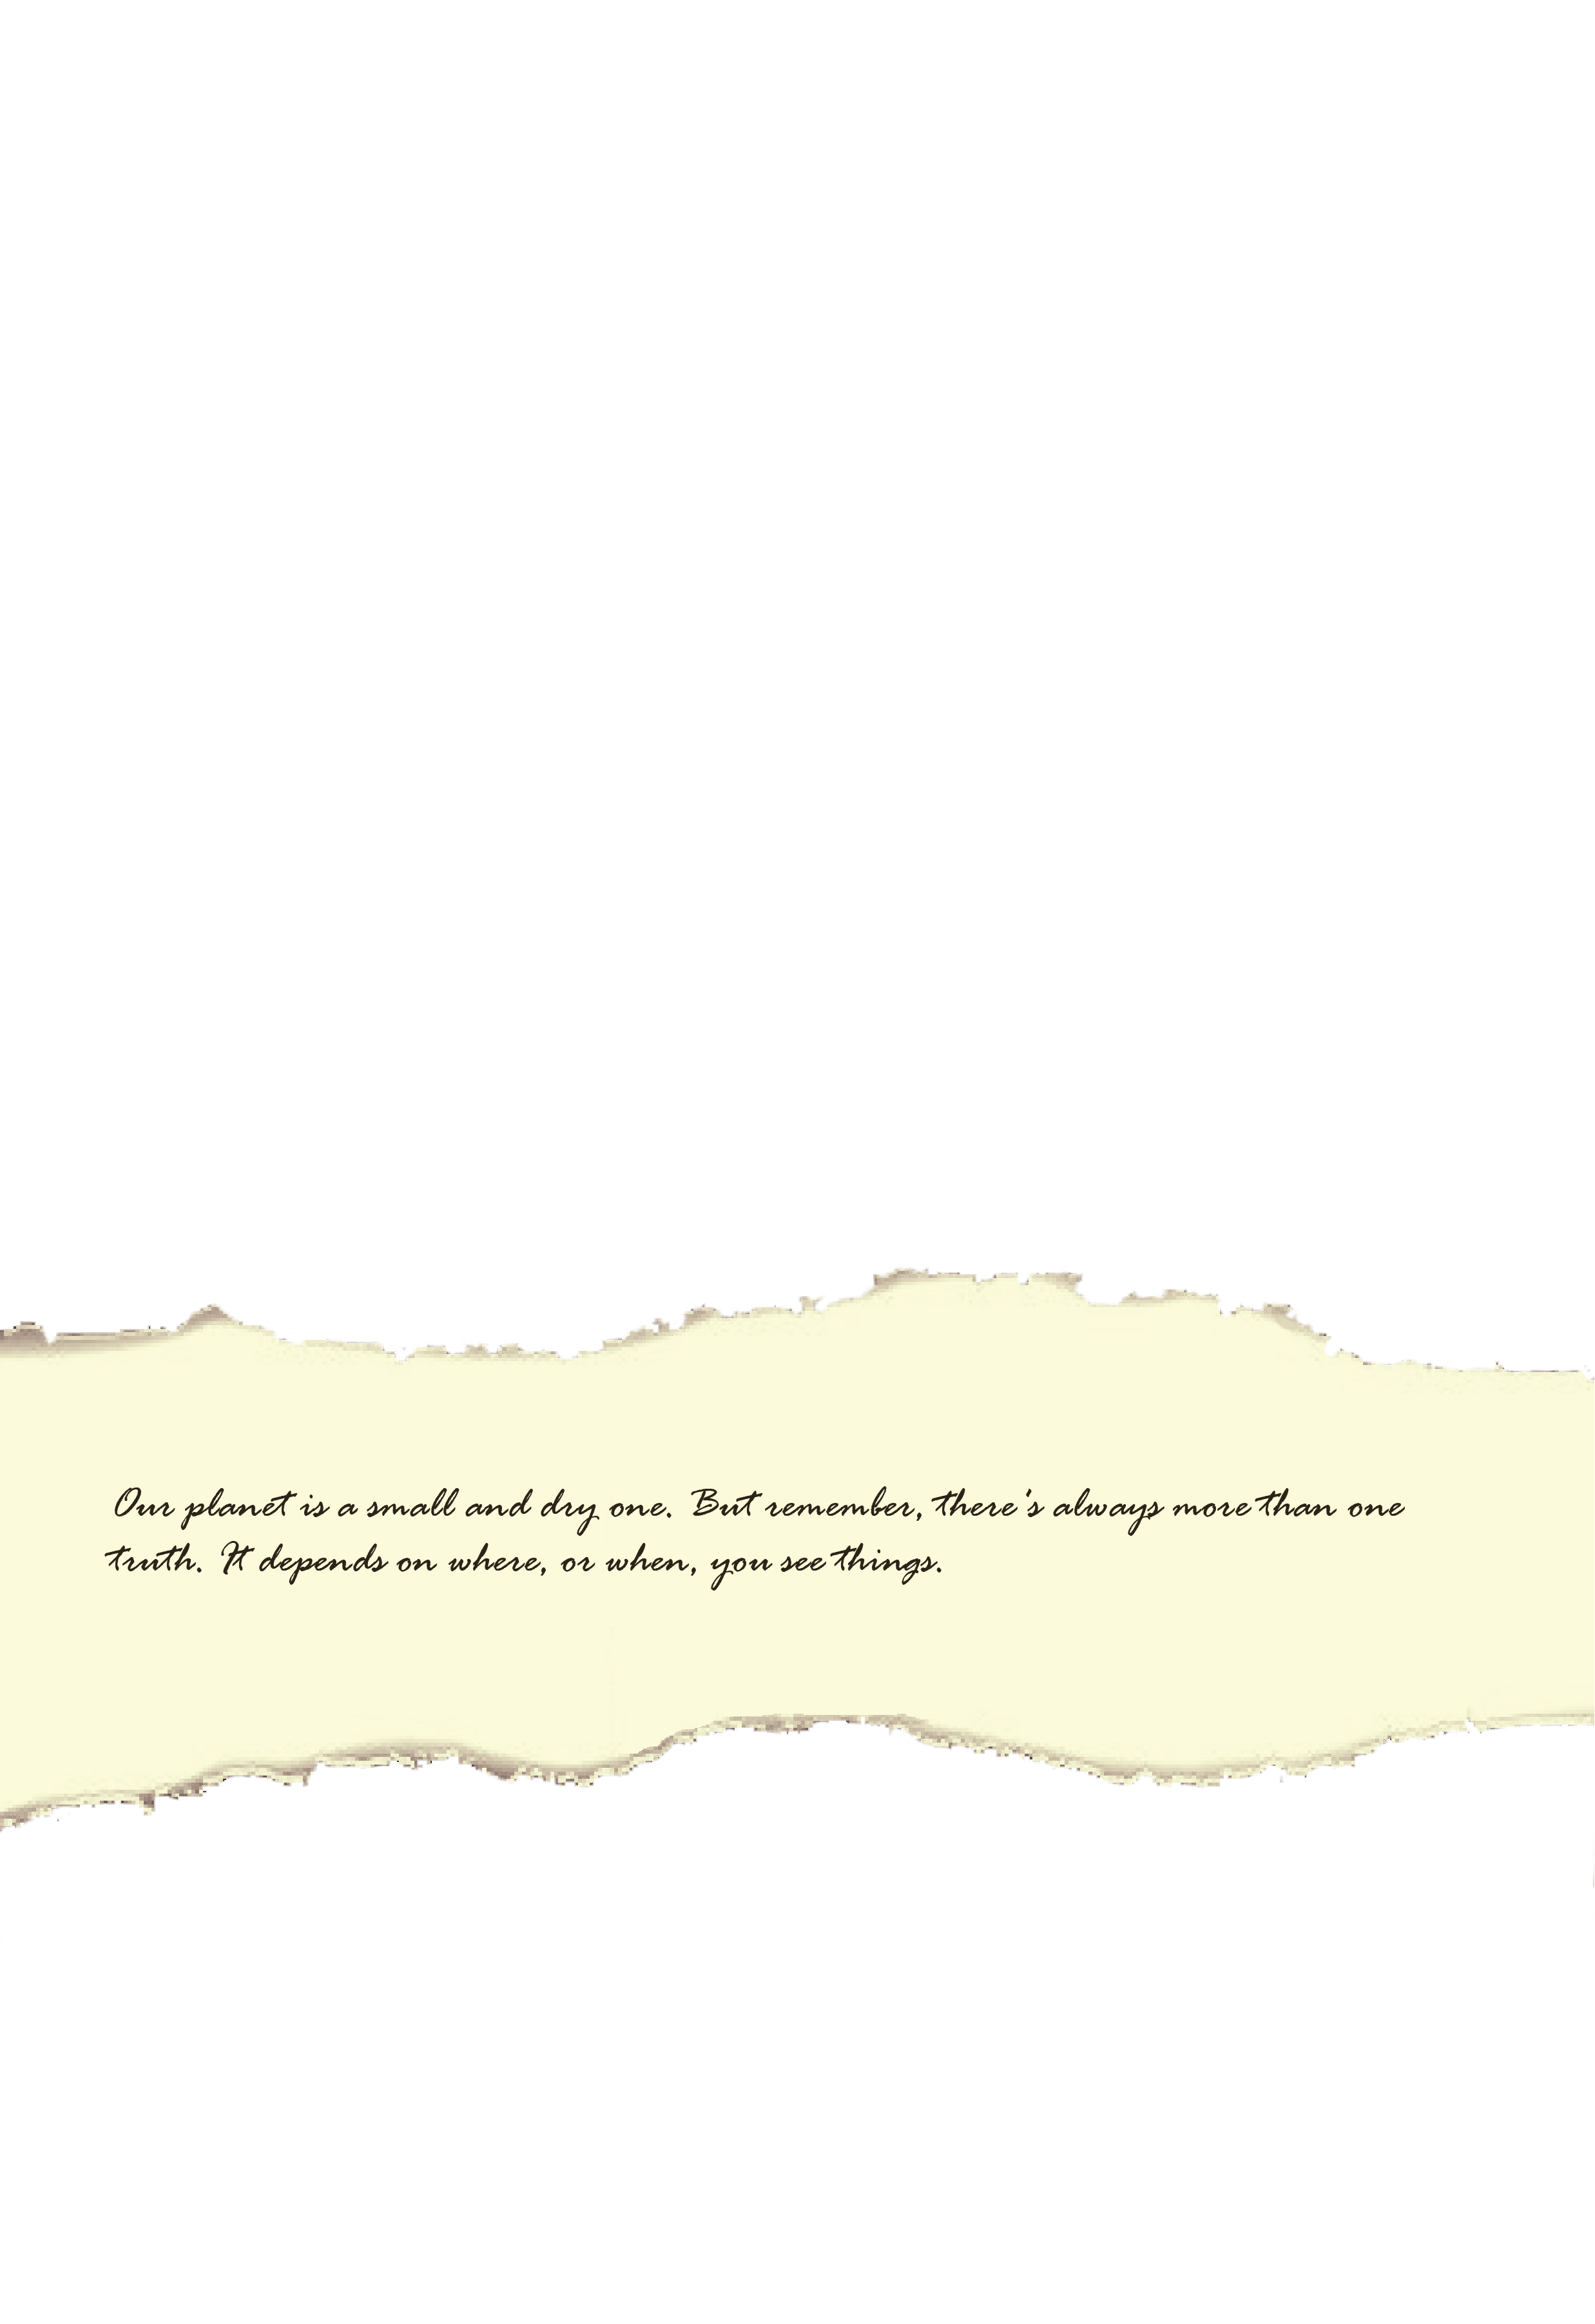 Our planet is a small and dry one. But remember, there's always more than one
truth. It depends on where, or when, you see things.